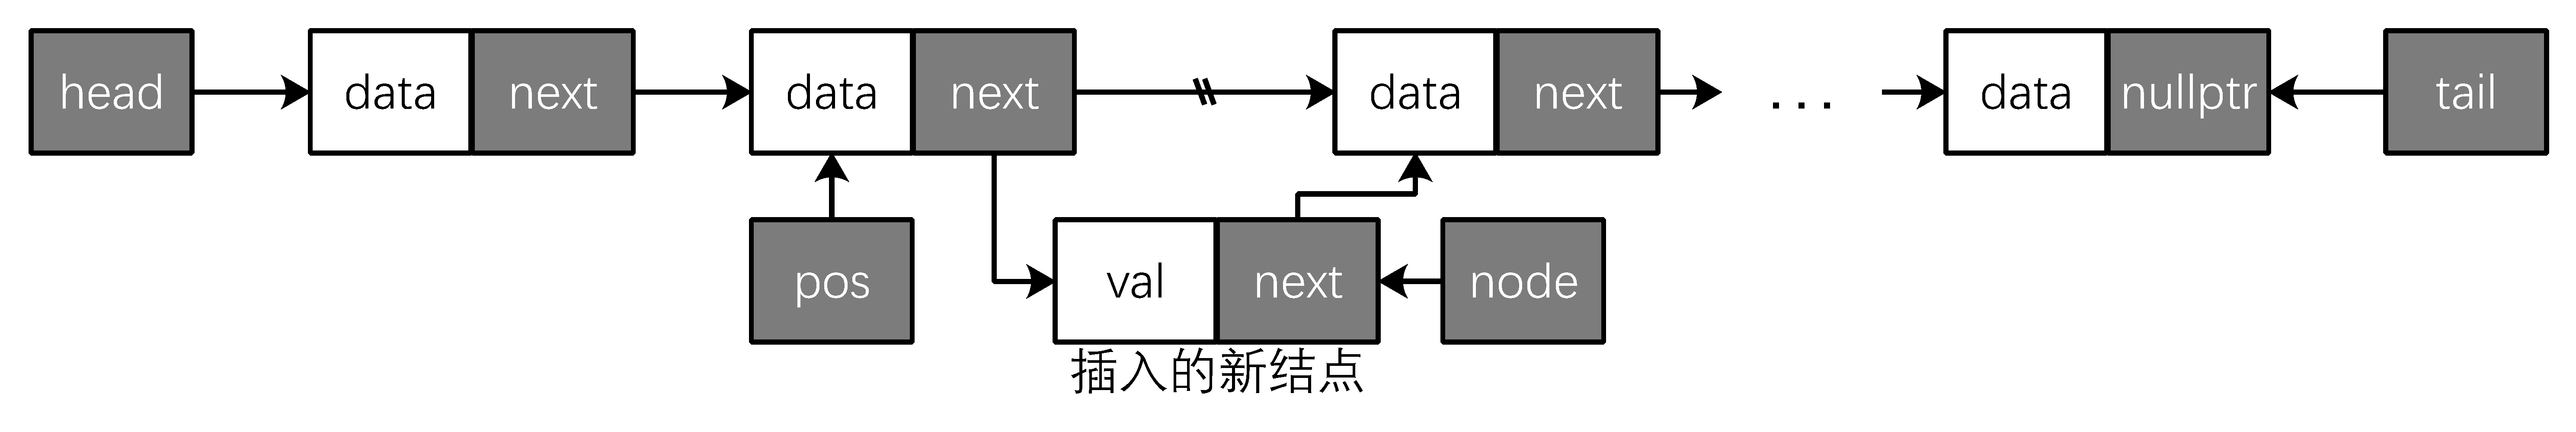 head data next data next data next ... data nullptr tail
pos val next node
插入的新结点